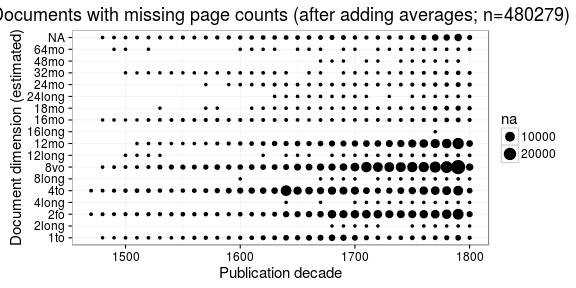 Documents with missing page counts (after adding averages; n=480279)
Document dimension (estimated)
NA
64mo
48mo
32mo
24mo
24long
18mo
16mo
16long
12mo
12long
8vo
8long
4to
4long
2fo
2long
1to
1500
1600
1700
1800
Publication decade
na
10000
20000